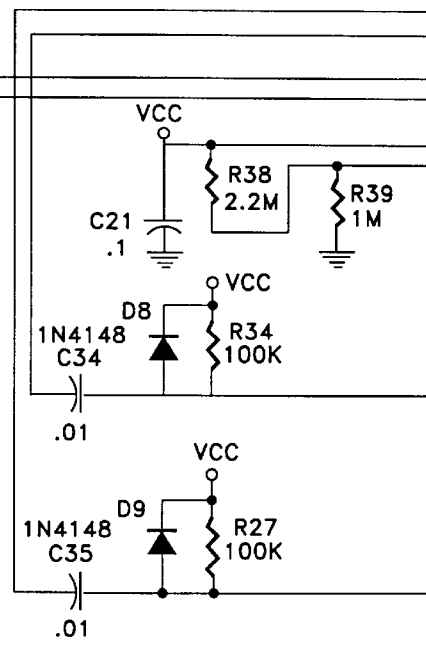 VCC
R38
2.2M
R39
1M
C21
.1
VCC
D8
1N4148
C34
R34
100K
.01
VCC
D9
1N4148
C35
R27
100K
.01